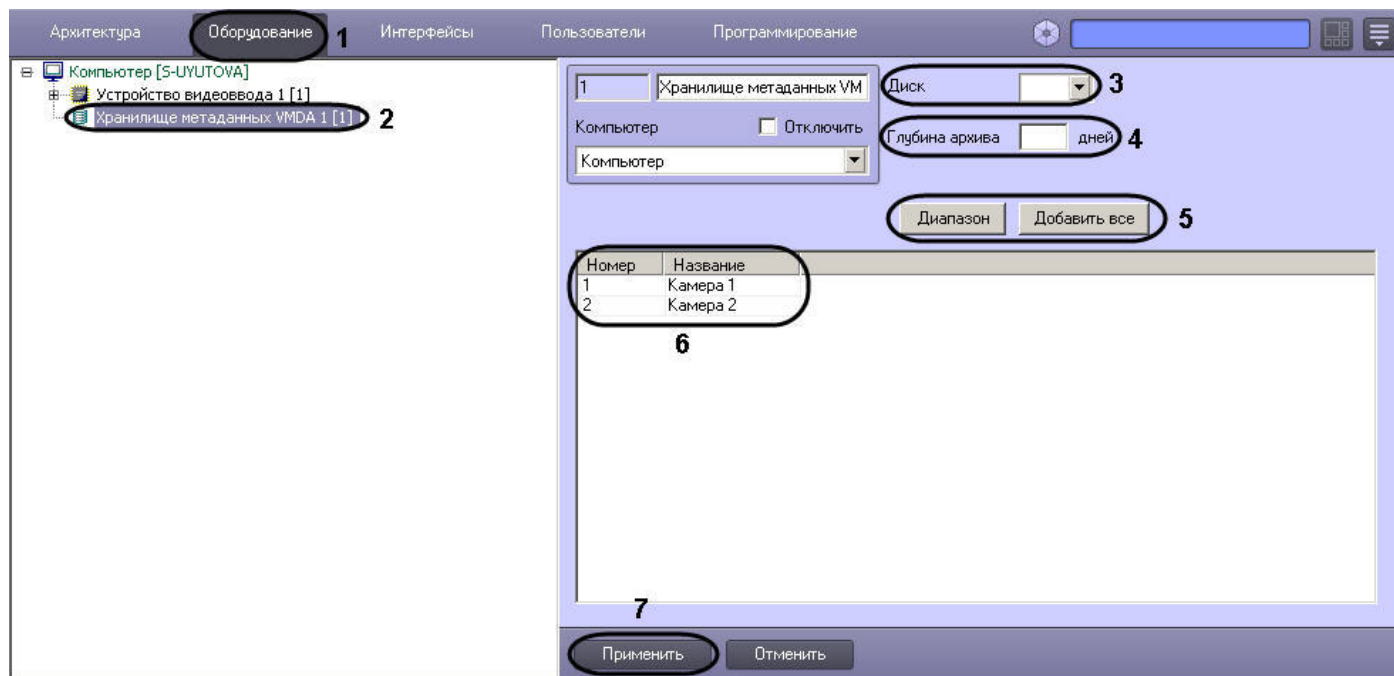 Архитектура Оборудование 1 Интерфейсы Пользователи Программирование
Компьютер [S-UYUTOVA]
Устройство видеоввода 1 [1]
Хранилище метаданных VMDA 1 [1] 2
1 Хранилище метаданных VM
Диск 3
Компьютер Отключить
Глубина архива дней 4
Компьютер
Диапазон Добавить все 5
Номер Название
1 Камера 1
2 Камера 2
6
7
Применить Отменить